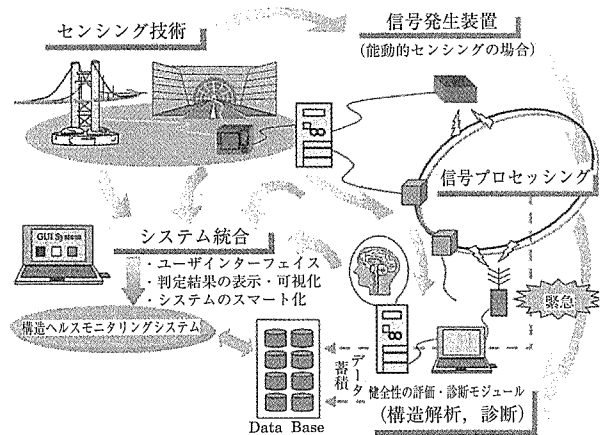 センシング技術
信号発生装置
(能動的センシングの場合)
信号プロセッシング
GUI System
システム統合
・ユーザインターフェイス
・判定結果の表示・可視化
・システムのスマート化
緊急
構造ヘルスモニタリングシステム
データ
蓄積
健全性の評価・診断モジュール
(構造解析，診断)
Data Base